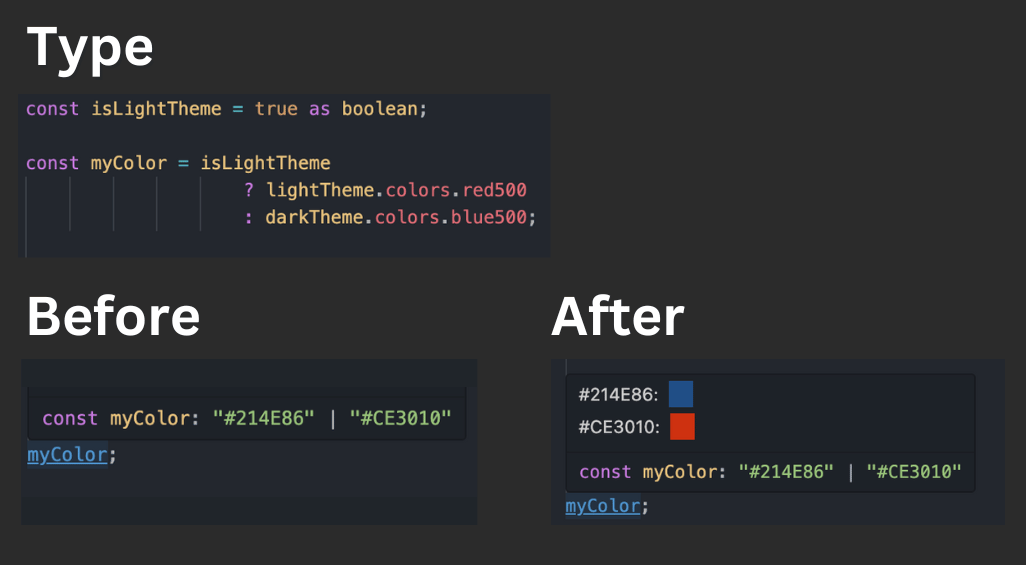 Type
const isLightTheme = true as boolean;
const myColor = isLightTheme
? lightTheme.colors.red500
: darkTheme.colors.blue500;
Before
const myColor: "#214E86" | "#CE3010"
myColor;
After
#214E86:
#CE3010:
const myColor: "#214E86" | "#CE3010"
myColor;